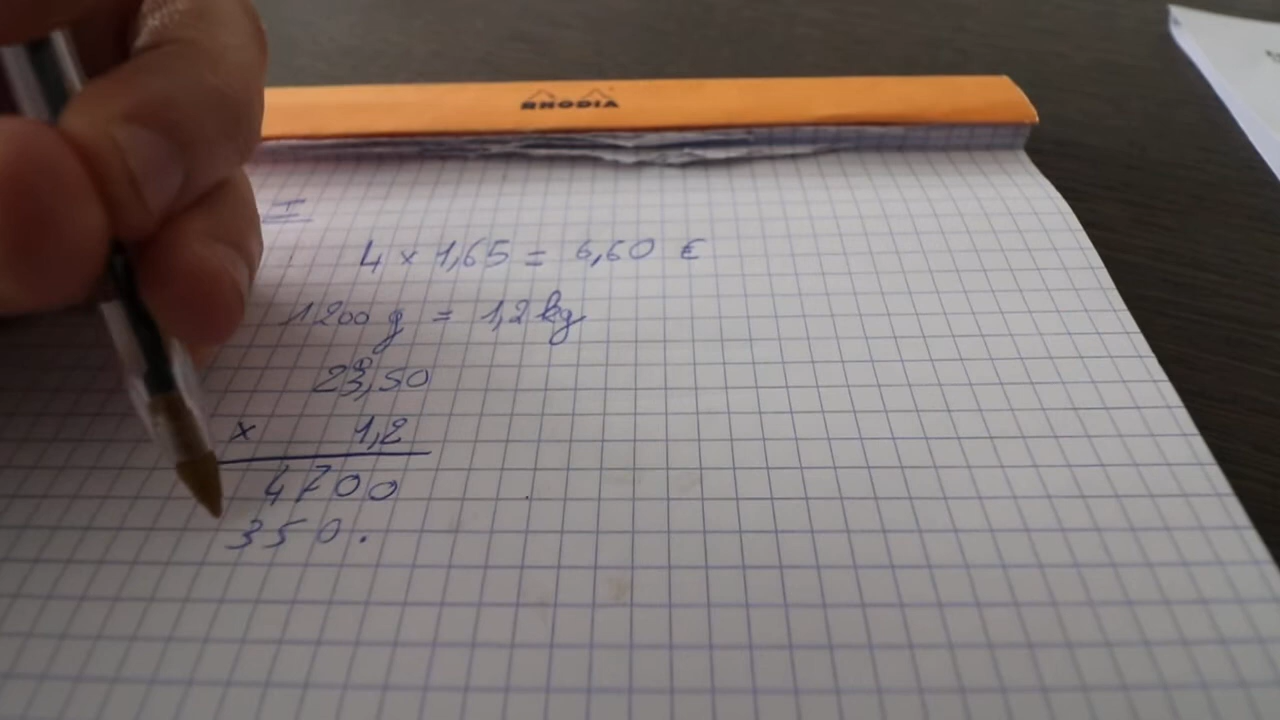 RHODIA
I
4 × 1,65 = 6,60 €
1200 g = 1,2 kg
23,50
× 1,2
4700
350.